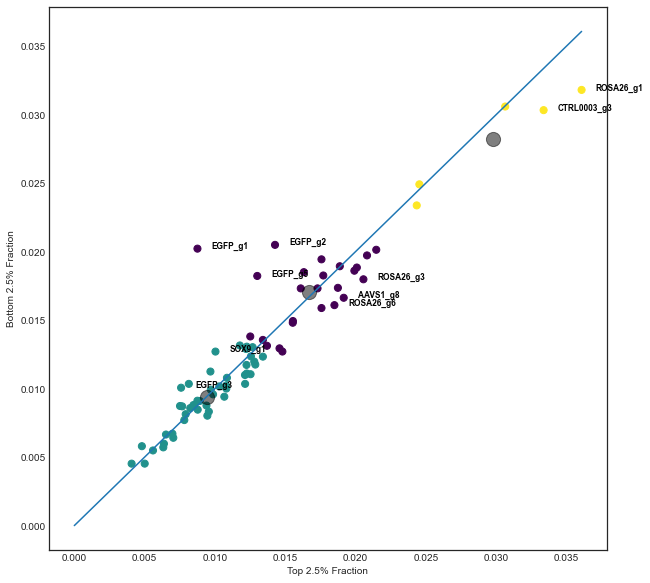 0.035
0.030
0.025
0.020
0.015
0.010
0.005
0.000
Bottom 2.5% Fraction
ROSA26_g1
CTRL0003_g3
EGFP_g1
EGFP_g2
ROSA26_g3
AAVS1_g8
ROSA26_g6
EGFP_g3
0.000
0.005
0.010
0.015
0.020
0.025
0.030
0.035
Top 2.5% Fraction